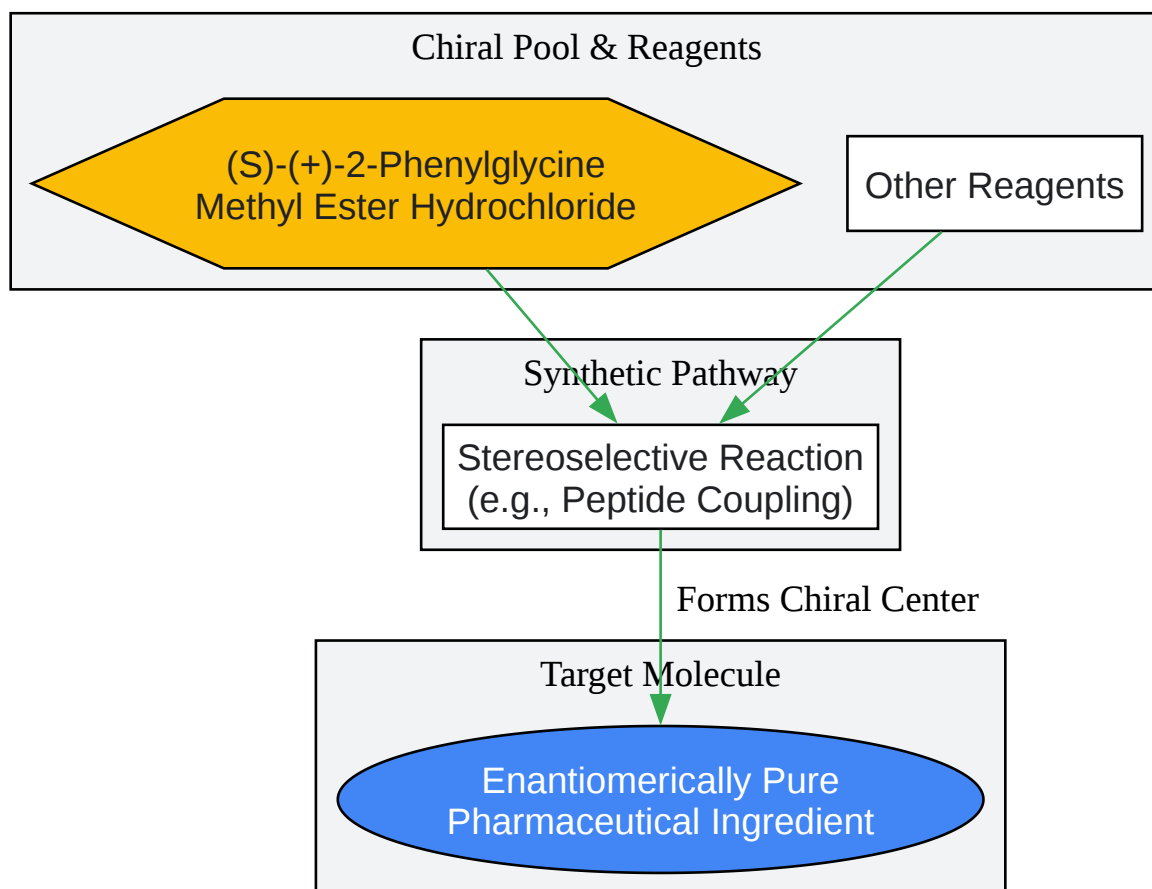 Chiral Pool & Reagents
(S)-(+)-2-Phenylglycine
Methyl Ester Hydrochloride
Other Reagents
Synthetic Pathway
Stereoselective Reaction
(e.g., Peptide Coupling)
Forms Chiral Center
Target Molecule
Enantiomerically Pure
Pharmaceutical Ingredient